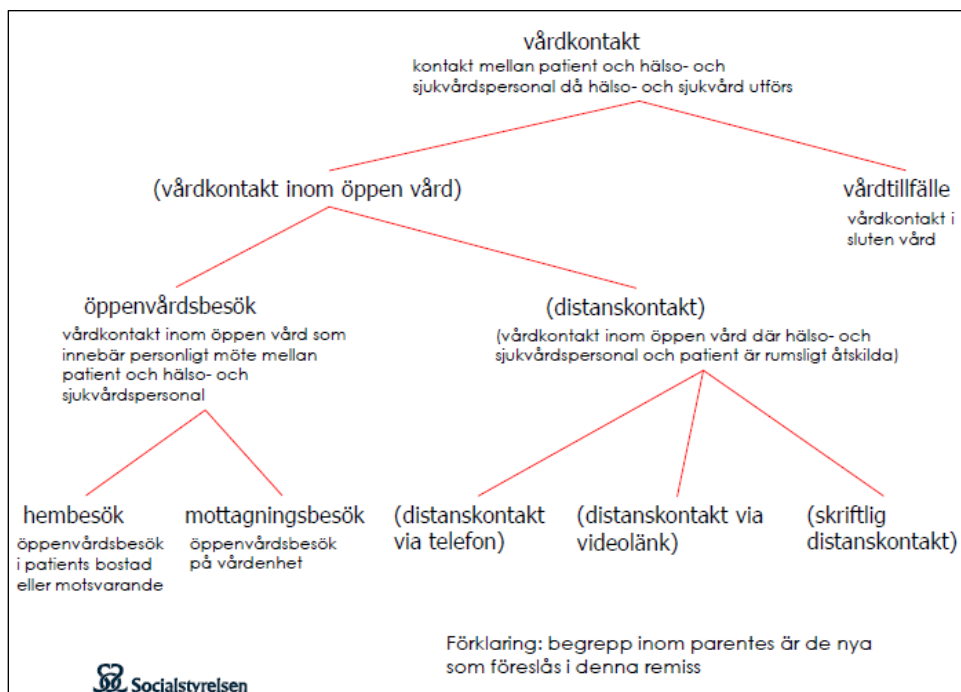 vårdkontakt
kontakt mellan patient och hälso- och
sjukvårdspersonal då hälso- och sjukvård utförs
(vårdkontakt inom öppen vård)
vårdtillfälle
vårdkontakt i
sluten vård
öppenvårdsbesök
vårdkontakt inom öppen vård som
innebär personligt möte mellan
patient och hälso- och
sjukvårdspersonal
(distanskontakt)
(vårdkontakt inom öppen vård där hälso- och
sjukvårdspersonal och patient är rumsligt åtskilda)
hembesök
öppenvårdsbesök
i patients bostad
eller motsvarande
mottagningsbesök
öppenvårdsbesök
på vårdenhet
(distanskontakt
via telefon)
(distanskontakt via
videolänk)
(skriftlig
distanskontakt)
Förklaring: begrepp inom parentes är de nya
som föreslås i denna remiss
Socialstyrelsen